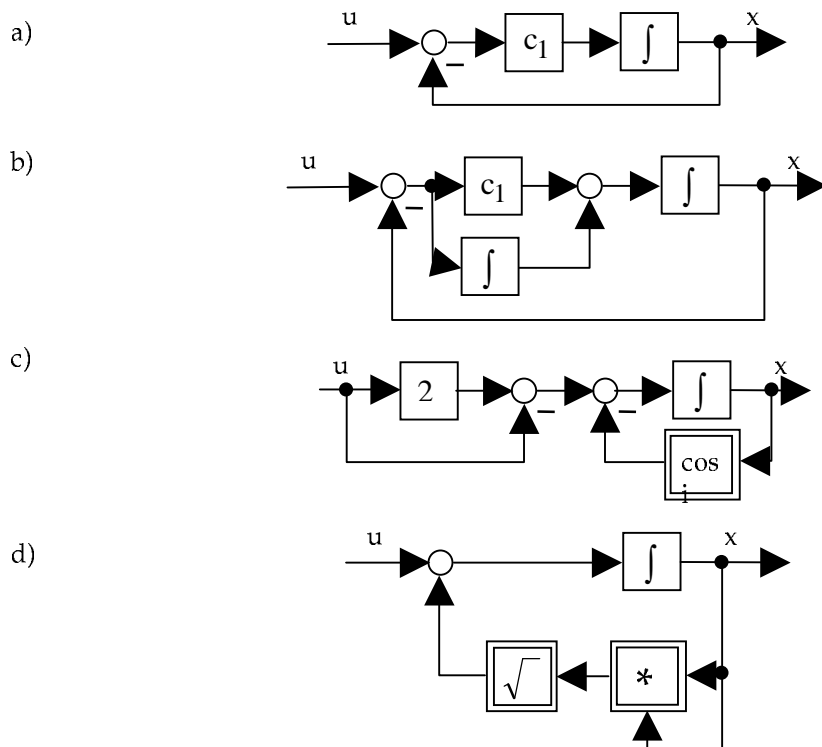 a)
u
x
c1
∫
−
b)
u
x
c1
∫
−
∫
c)
u
x
2
∫
−
−
cos
i
d)
u
x
∫
√
*